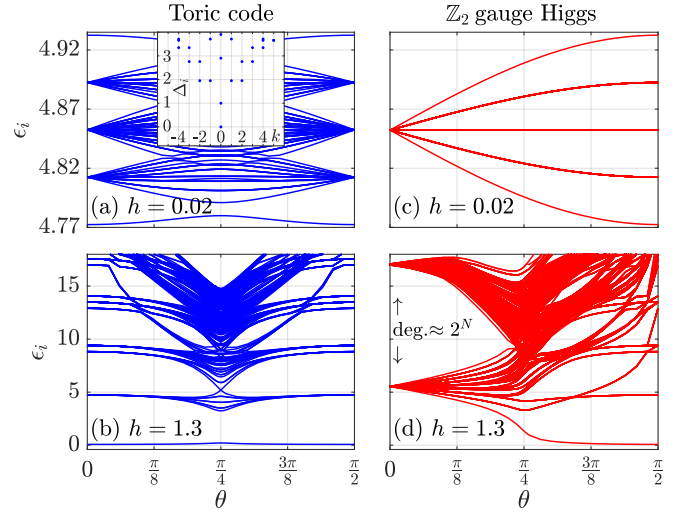 Toric code
ℤ₂ gauge Higgs
ϵᵢ
4.92
4.87
4.82
4.77
Δᵢ
3
2
1
0
-4 -2 0 2 4 k
(a) h = 0.02
(c) h = 0.02
ϵᵢ
15
10
5
0
(b) h = 1.3
↑
deg.≈ 2ᴺ
↓
(d) h = 1.3
0 π/8 π/4 3π/8 π/2
θ
0 π/8 π/4 3π/8 π/2
θ